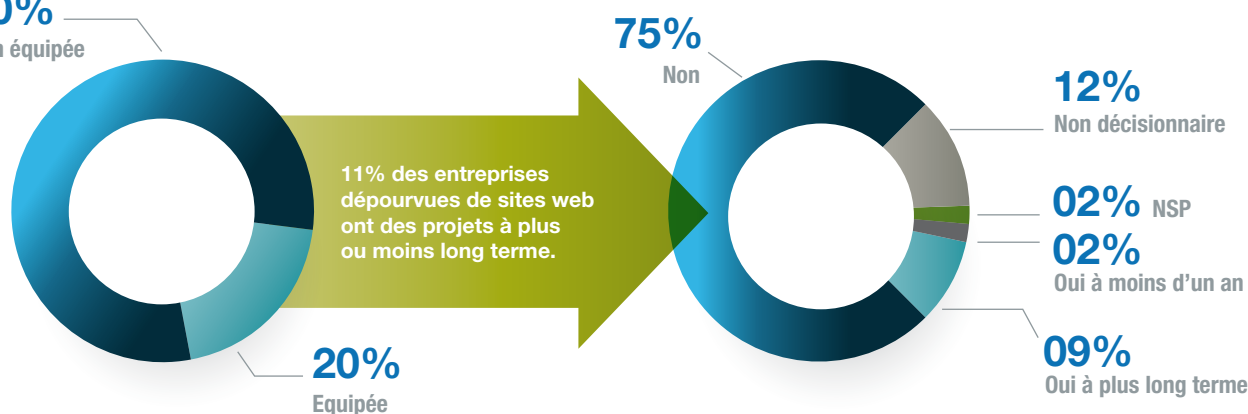 0%
équipée
75%
Non
12%
Non décisionnaire
11% des entreprises
dépourvues de sites web
ont des projets à plus
ou moins long terme.
02% NSP
02%
Oui à moins d’un an
09%
Oui à plus long terme
20%
Equipée